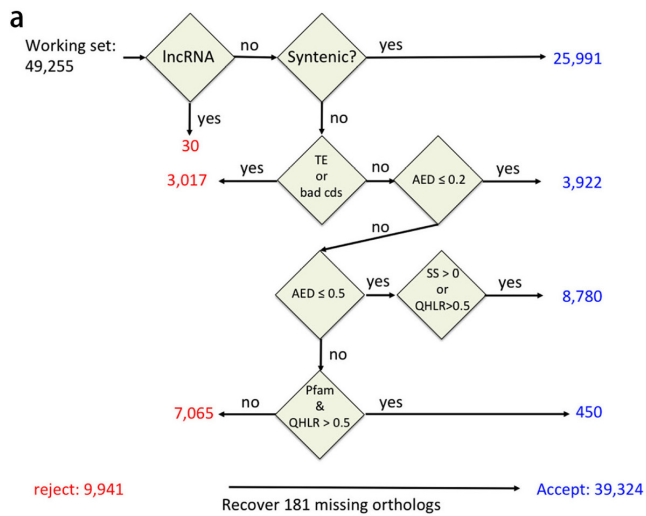 a
Working set:
49,255
lncRNA
no
Syntenic?
yes
25,991
yes
no
30
3,017
yes
TE
or
bad cds
no
AED ≤ 0.2
yes
3,922
no
AED ≤ 0.5
yes
SS > 0
or
QHLR>0.5
yes
8,780
no
7,065
no
Pfam
&
QHLR > 0.5
yes
450
reject: 9,941
Accept: 39,324
Recover 181 missing orthologs